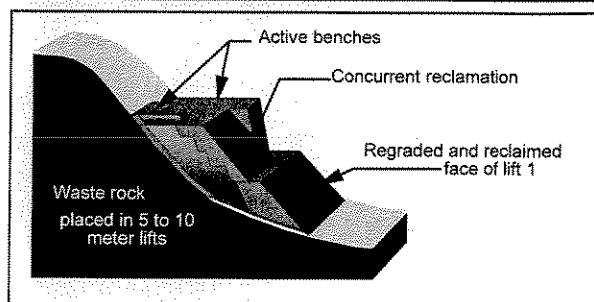 Active benches
Concurrent reclamation
Regraded and reclaimed
face of lift 1
Waste rock
placed in 5 to 10
meter lifts